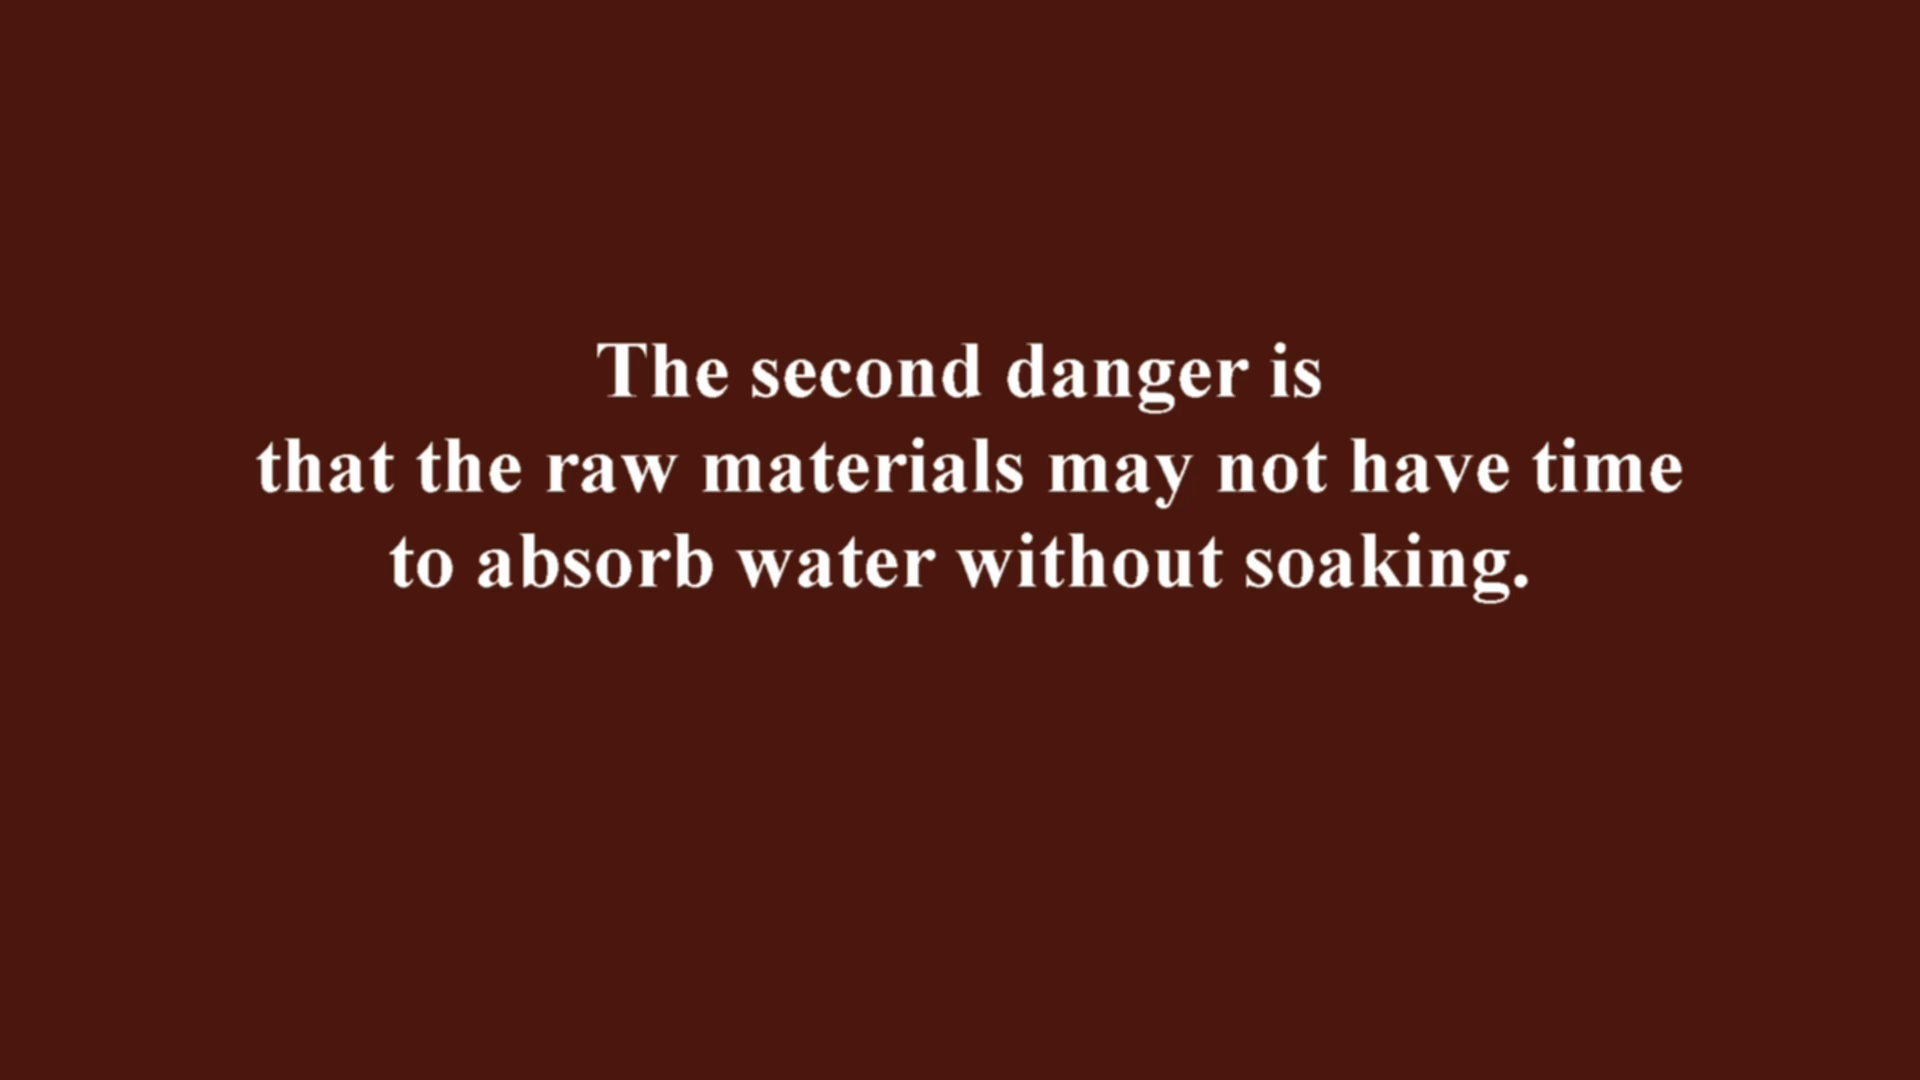 The second danger is
that the raw materials may not have time
to absorb water without soaking.